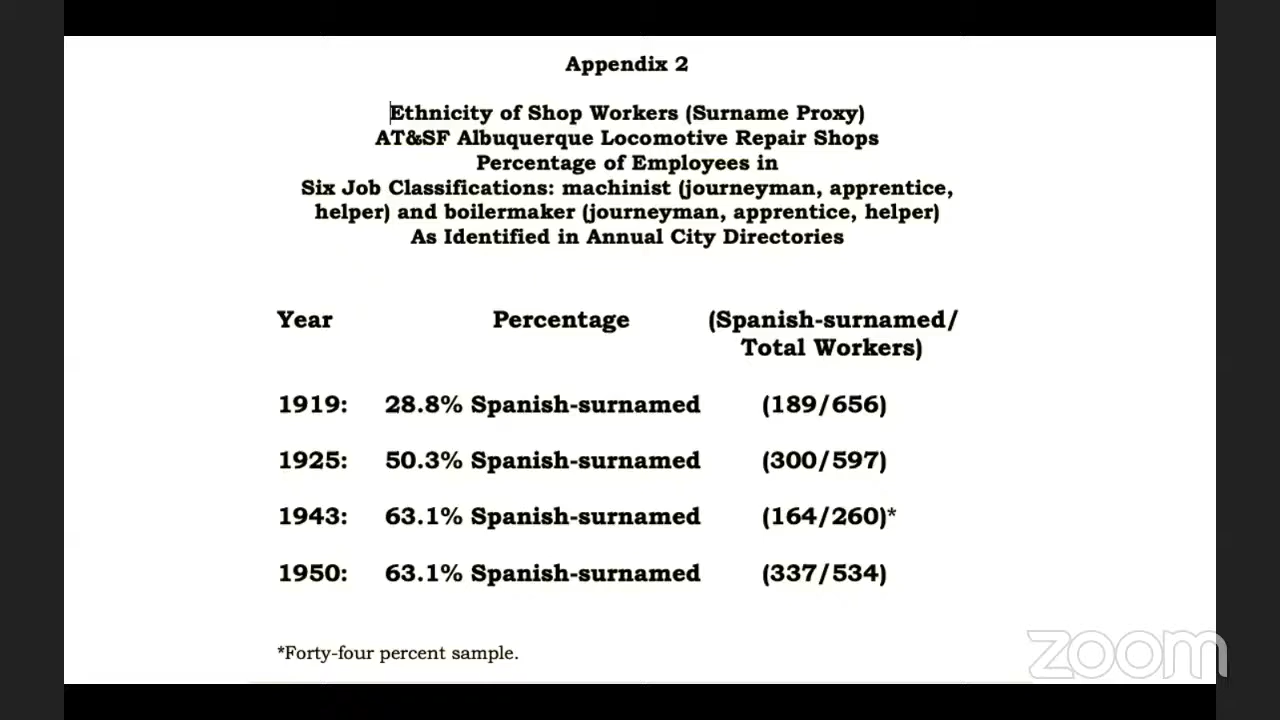 Appendix 2
Ethnicity of Shop Workers (Surname Proxy)
AT&SF Albuquerque Locomotive Repair Shops
Percentage of Employees in
Six Job Classifications: machinist (journeyman, apprentice,
helper) and boilermaker (journeyman, apprentice, helper)
As Identified in Annual City Directories
Year Percentage (Spanish-surnamed/
Total Workers)
1919: 28.8% Spanish-surnamed (189/656)
1925: 50.3% Spanish-surnamed (300/597)
1943: 63.1% Spanish-surnamed (164/260)*
1950: 63.1% Spanish-surnamed (337/534)
*Forty-four percent sample.
zoom